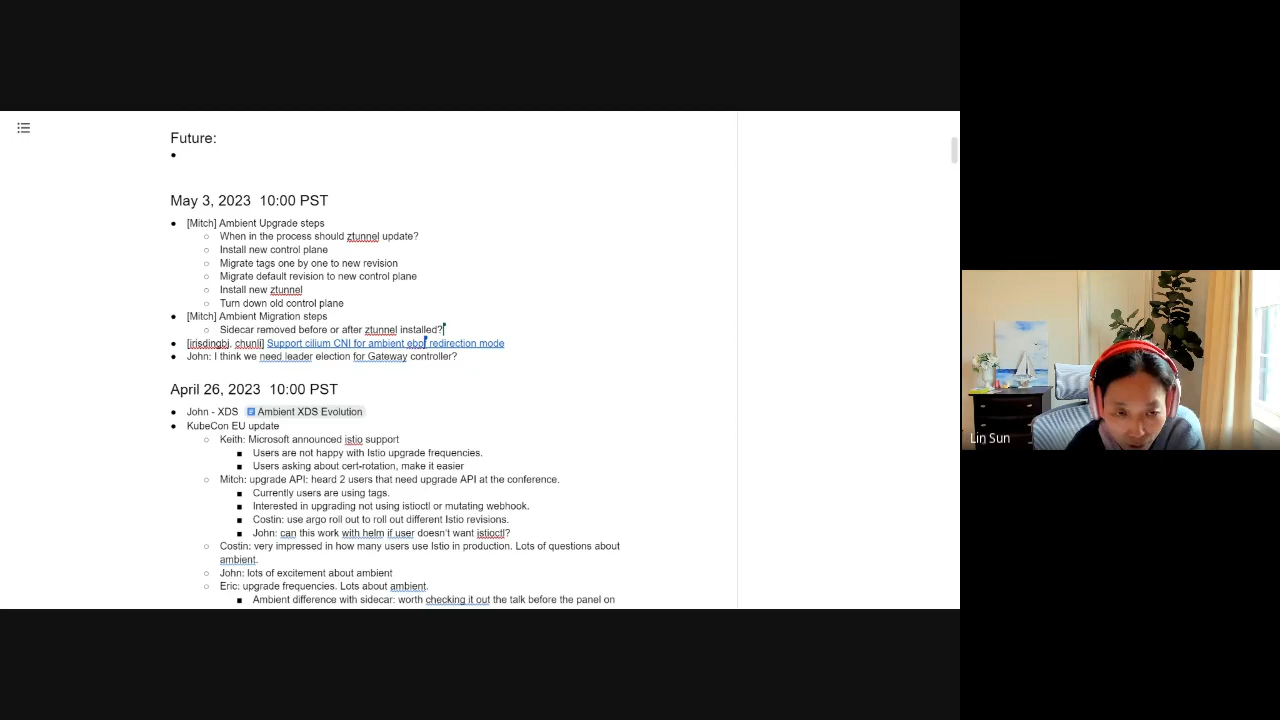 Future:
May 3, 2023  10:00 PST
[Mitch] Ambient Upgrade steps
When in the process should ztunnel update?
Install new control plane
Migrate tags one by one to new revision
Migrate default revision to new control plane
Install new ztunnel
Turn down old control plane
[Mitch] Ambient Migration steps
Sidecar removed before or after ztunnel installed?
[irisdingbj, chunli] Support cilium CNI for ambient ebpf redirection mode
John: I think we need leader election for Gateway controller?
April 26, 2023  10:00 PST
John - XDS Ambient XDS Evolution
KubeCon EU update
Keith: Microsoft announced istio support
Users are not happy with Istio upgrade frequencies.
Users asking about cert-rotation, make it easier
Mitch: upgrade API: heard 2 users that need upgrade API at the conference.
Currently users are using tags.
Interested in upgrading not using istioctl or mutating webhook.
Costin: use argo roll out to roll out different Istio revisions.
John: can this work with helm if user doesn't want istioctl?
Costin: very impressed in how many users use Istio in production. Lots of questions about
ambient.
John: lots of excitement about ambient
Eric: upgrade frequencies. Lots about ambient.
Ambient difference with sidecar: worth checking it out the talk before the panel on
Lin Sun